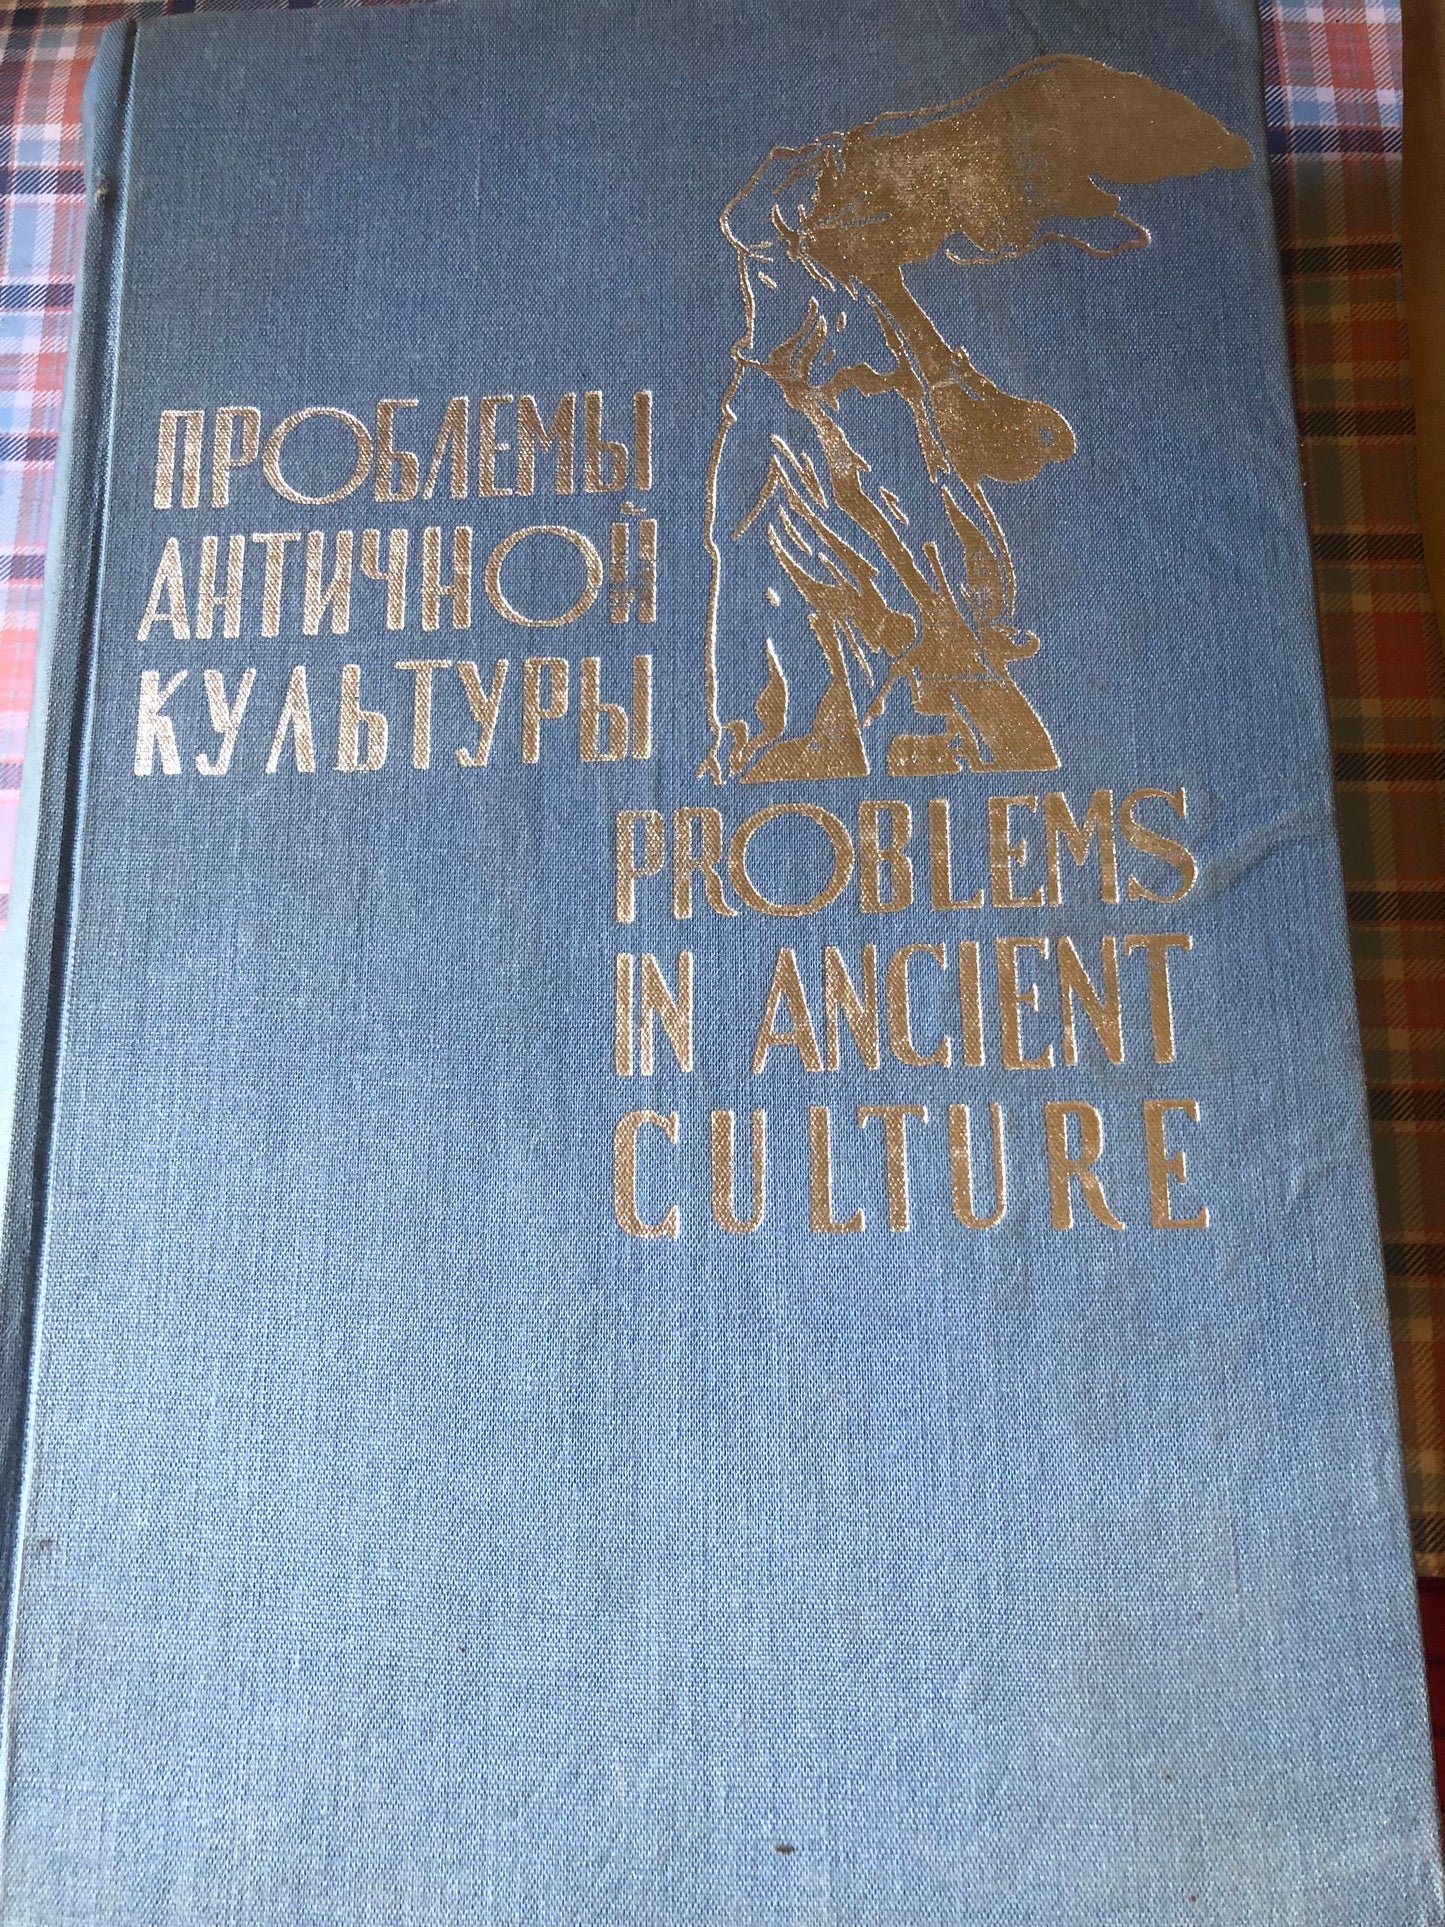 ПРОБЛЕМЫ
АНТИЧНОЙ
КУЛЬТУРЫ
PROBLEMS
IN ANCIENT
CULTURE